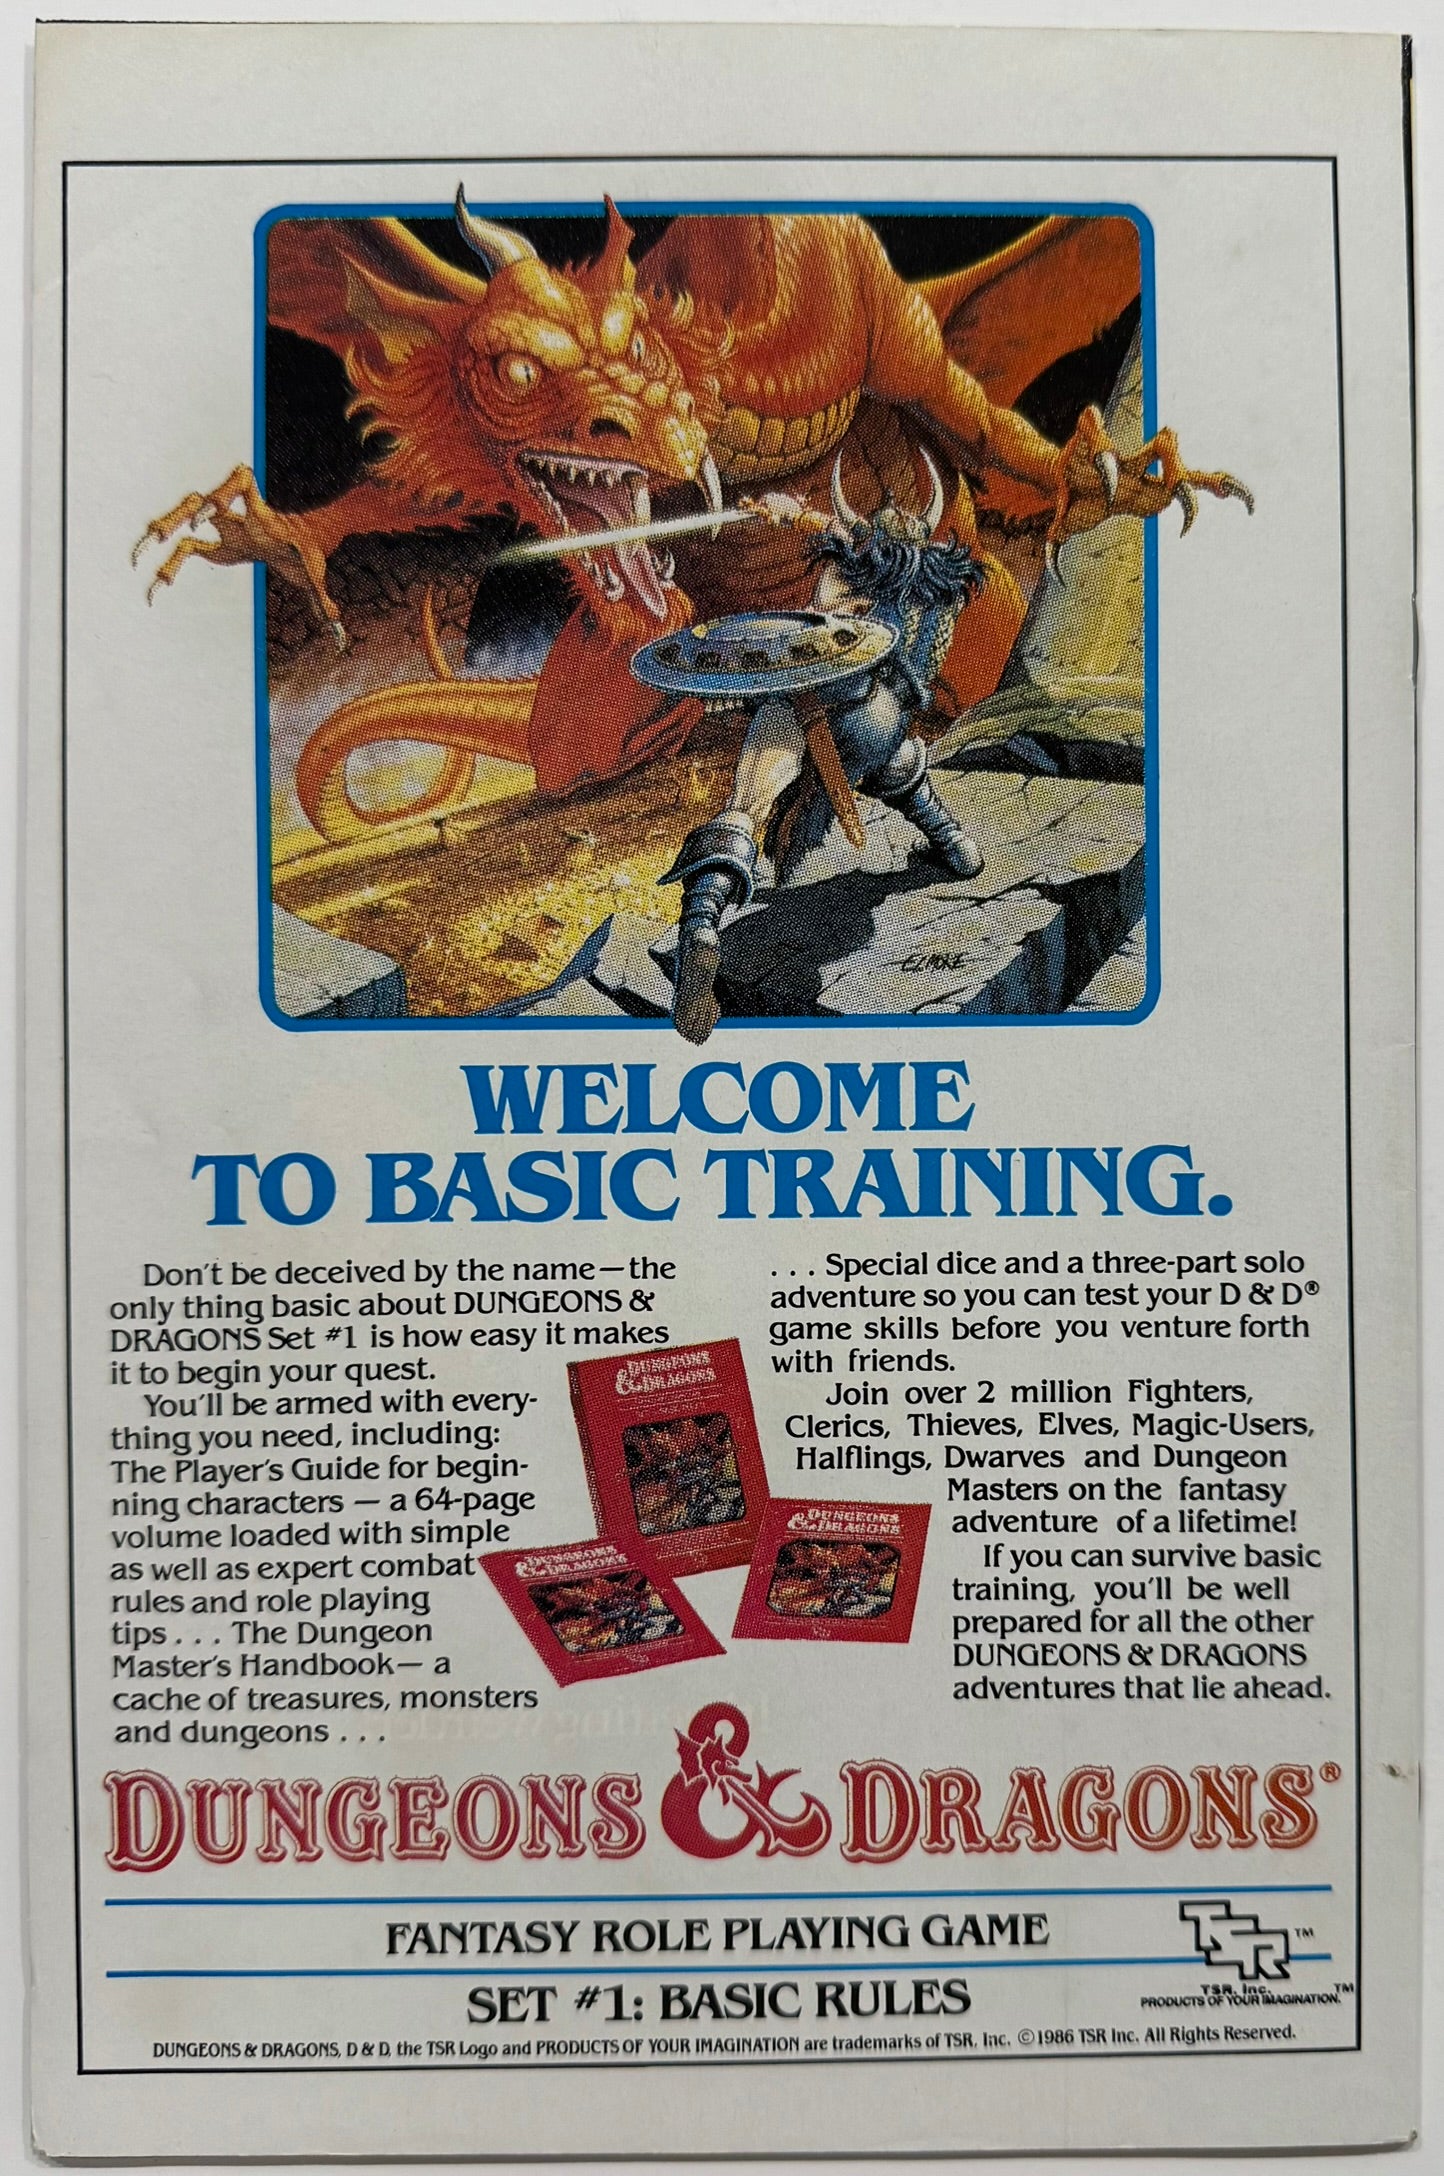 ELMORE
WELCOME
TO BASIC TRAINING.
Don't be deceived by the name—the
only thing basic about DUNGEONS &
DRAGONS Set #1 is how easy it makes
it to begin your quest.
You'll be armed with every-
thing you need, including:
The Player's Guide for begin-
ning characters — a 64-page
volume loaded with simple
as well as expert combat
rules and role playing
tips . . . The Dungeon
Master's Handbook— a
cache of treasures, monsters
and dungeons . . .
. . . Special dice and a three-part solo
adventure so you can test your D & D®
game skills before you venture forth
with friends.
Join over 2 million Fighters,
Clerics, Thieves, Elves, Magic-Users,
Halflings, Dwarves and Dungeon
Masters on the fantasy
adventure of a lifetime!
If you can survive basic
training, you'll be well
prepared for all the other
DUNGEONS & DRAGONS
adventures that lie ahead.
DUNGEONS
& DRAGONS
DUNGEONS
& DRAGONS
DUNGEONS
& DRAGONS
DUNGEONS & DRAGONS®
FANTASY ROLE PLAYING GAME
SET #1: BASIC RULES
TSR™
TSR, Inc.
PRODUCTS OF YOUR IMAGINATION.™
DUNGEONS & DRAGONS, D & D, the TSR Logo and PRODUCTS OF YOUR IMAGINATION are trademarks of TSR, Inc. ©1986 TSR Inc. All Rights Reserved.